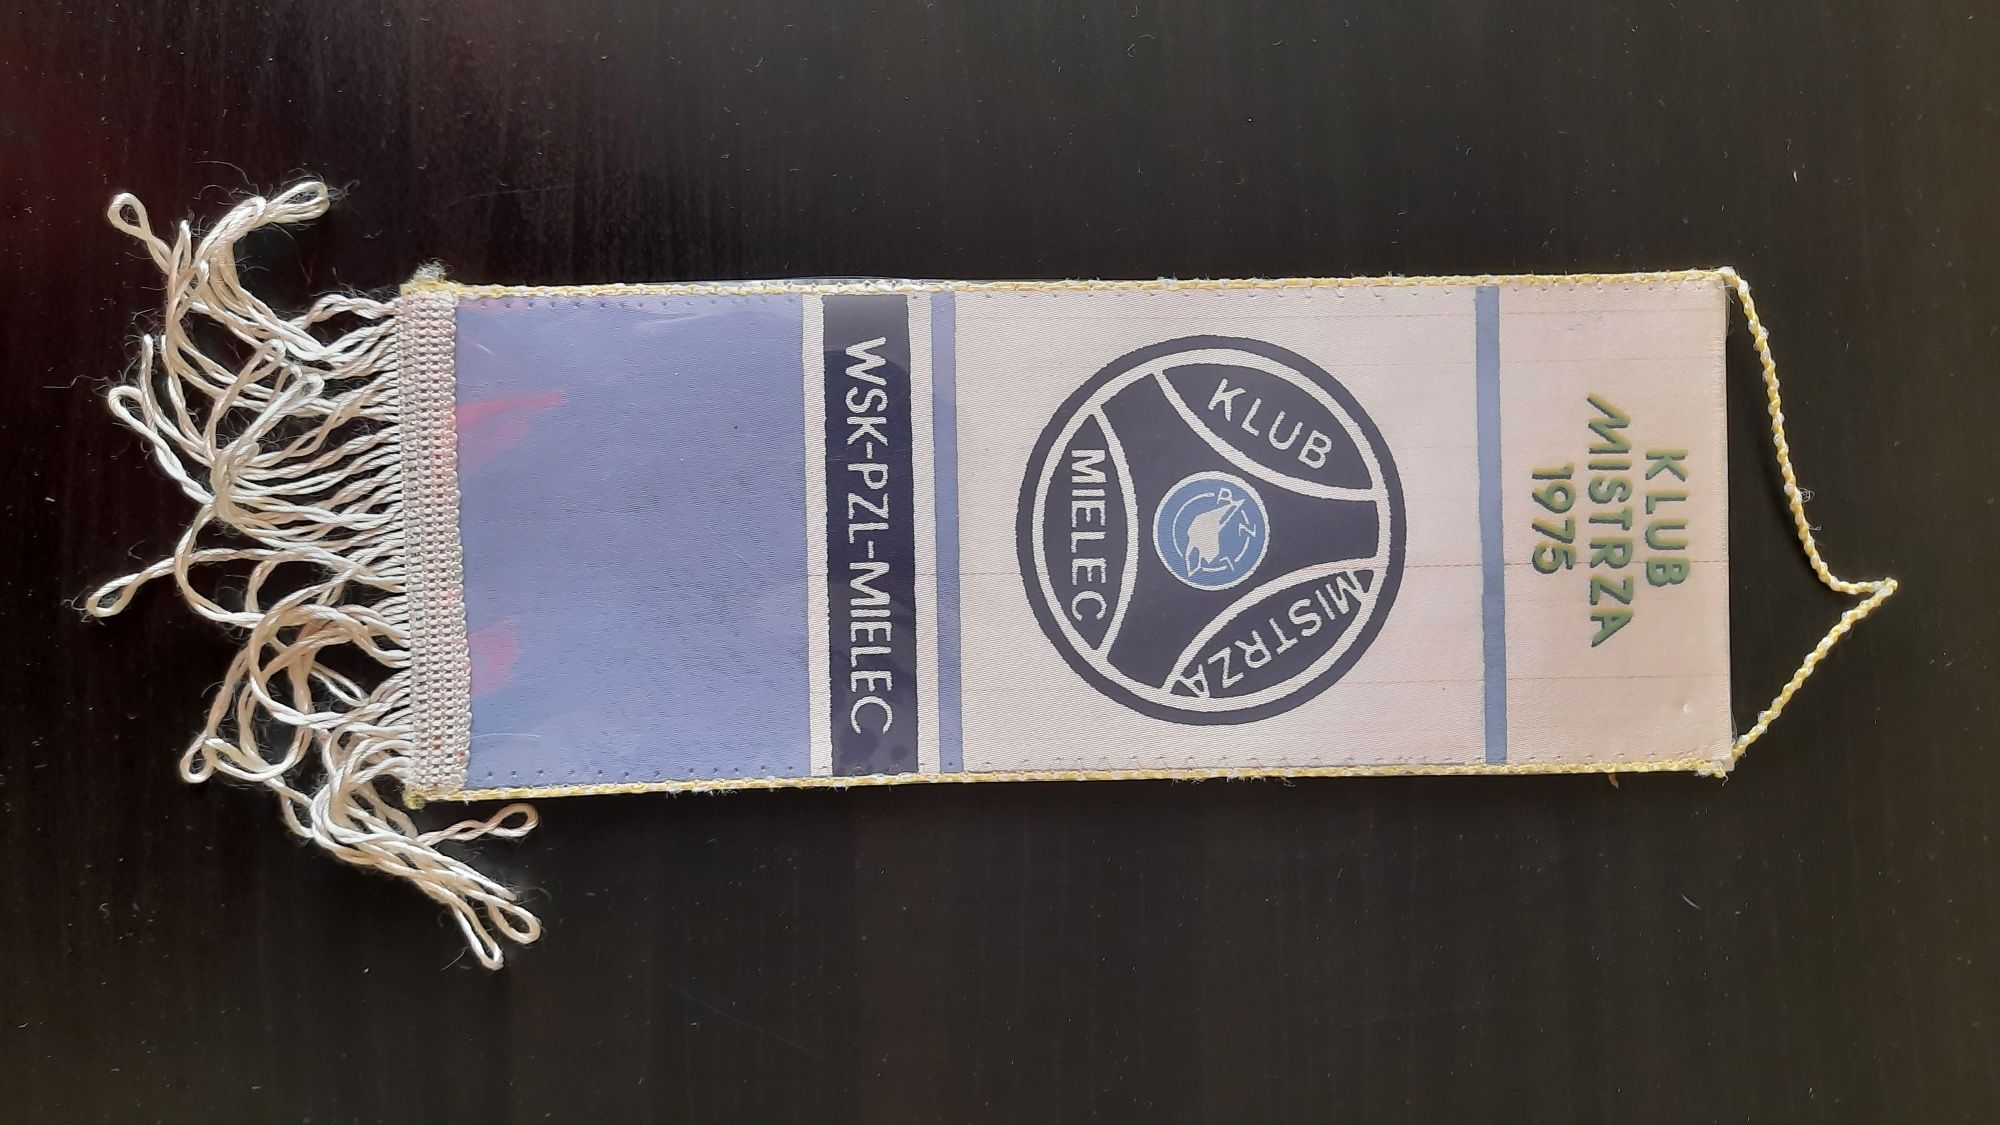 KLUB
MISTRZA
1975
KLUB
MISTRZA
MIELEC
WSK-PZL-MIELEC